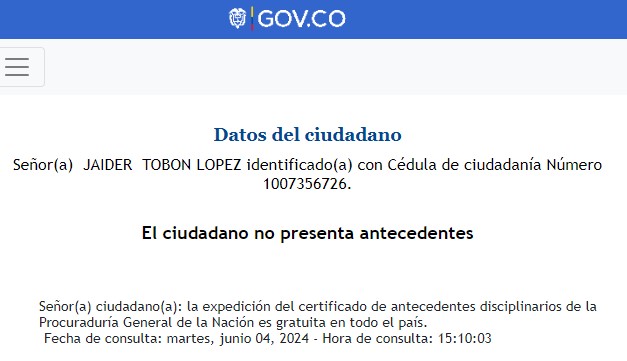 GOV.CO
Datos del ciudadano
Señor(a) JAIDER TOBON LOPEZ identificado(a) con Cédula de ciudadanía Número
1007356726.
El ciudadano no presenta antecedentes
Señor(a) ciudadano(a): la expedición del certificado de antecedentes disciplinarios de la
Procuraduría General de la Nación es gratuita en todo el país.
Fecha de consulta: martes, junio 04, 2024 - Hora de consulta: 15:10:03